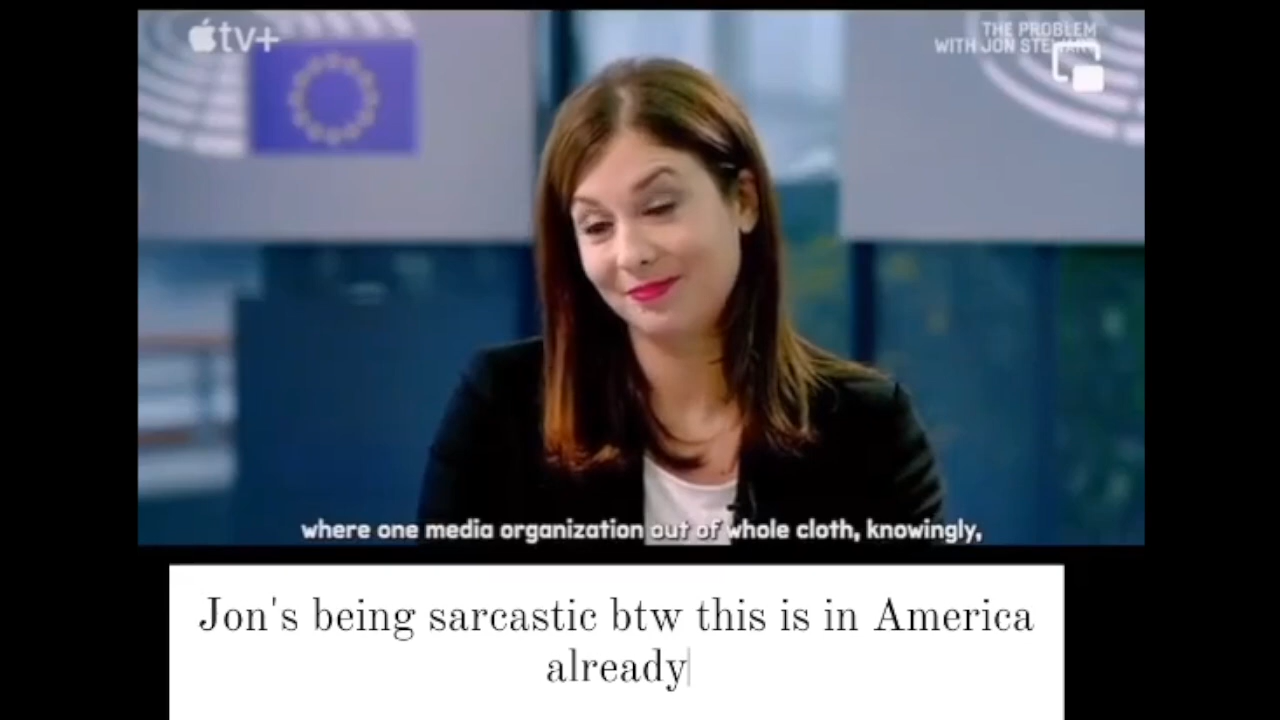 tv+
THE PROBLEM
WITH JON STEWART
where one media organization out of whole cloth, knowingly,
Jon's being sarcastic btw this is in America
already